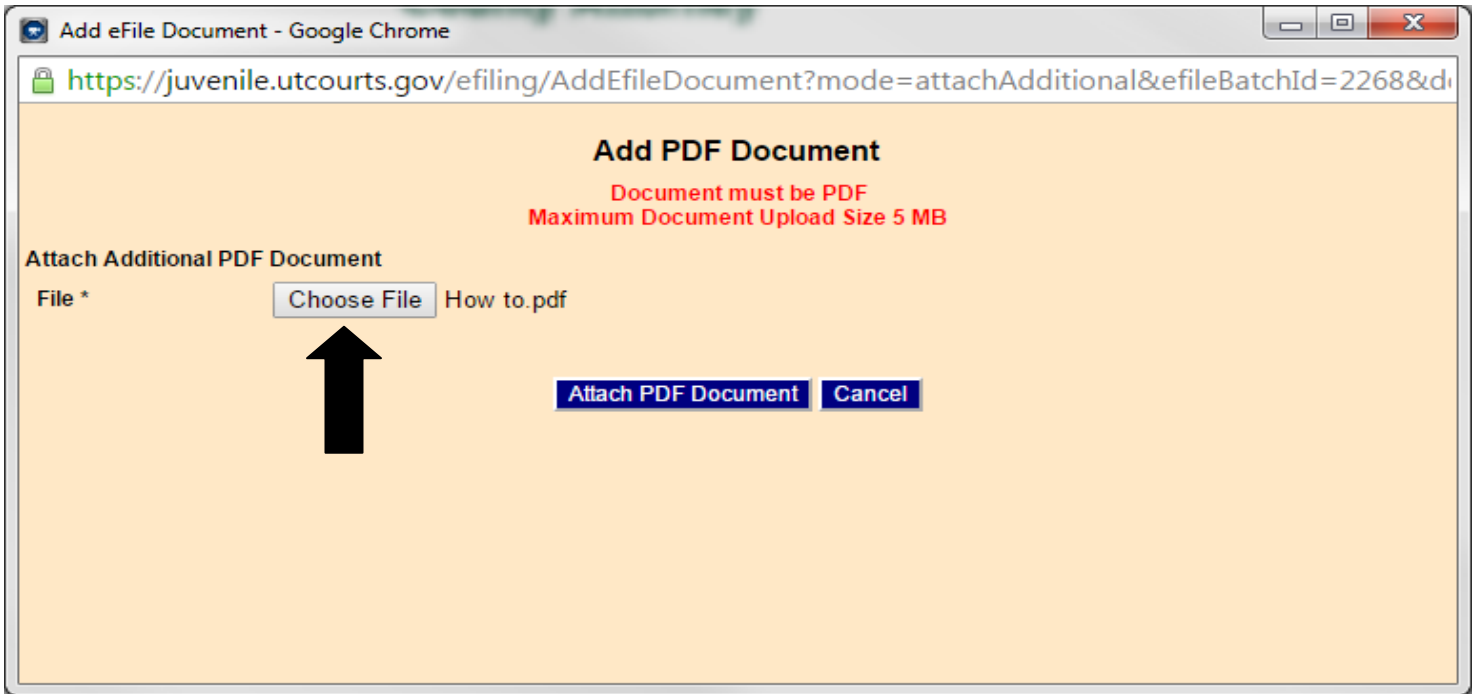 County Attorney
Add eFile Document - Google Chrome
https://juvenile.utcourts.gov/efiling/AddEfileDocument?mode=attachAdditional&efileBatchId=2268&d
Add PDF Document
Document must be PDF
Maximum Document Upload Size 5 MB
Attach Additional PDF Document
File * Choose File How to.pdf
Attach PDF Document Cancel